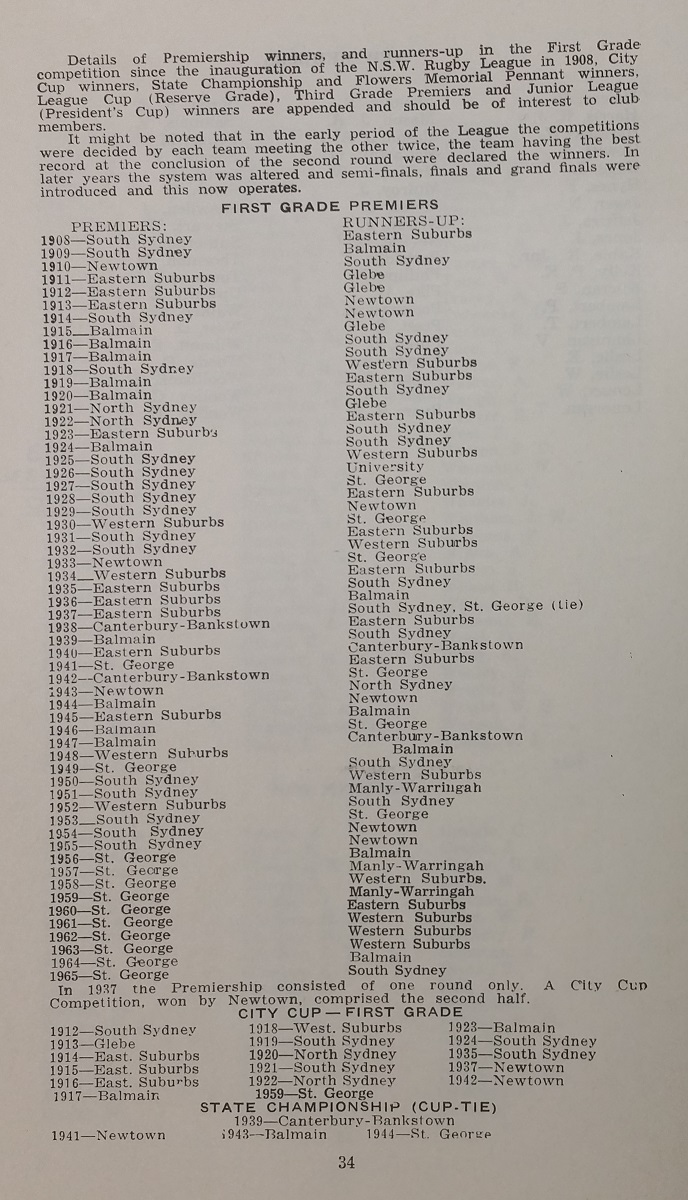 Details of Premiership winners, and runners-up in the First Grade
competition since the inauguration of the N.S.W. Rugby League in 1908, City
Cup winners, State Championship and Flowers Memorial Pennant winners,
League Cup (Reserve Grade), Third Grade Premiers and Junior League
(President's Cup) winners are appended and should be of interest to club
members.
It might be noted that in the early period of the League the competitions
were decided by each team meeting the other twice, the team having the best
record at the conclusion of the second round were declared the winners. In
later years the system was altered and semi-finals, finals and grand finals were
introduced and this now operates.
FIRST GRADE PREMIERS
PREMIERS: RUNNERS-UP:
1908—South Sydney Eastern Suburbs
1909—South Sydney Balmain
1910—Newtown South Sydney
1911—Eastern Suburbs Glebe
1912—Eastern Suburbs Glebe
1913—Eastern Suburbs Newtown
1914—South Sydney Newtown
1915—Balmain Glebe
1916—Balmain South Sydney
1917—Balmain South Sydney
1918—South Sydney Western Suburbs
1919—Balmain Eastern Suburbs
1920—Balmain South Sydney
1921—North Sydney Glebe
1922—North Sydney Eastern Suburbs
1923—Eastern Suburbs South Sydney
1924—Balmain South Sydney
1925—South Sydney Western Suburbs
1926—South Sydney University
1927—South Sydney St. George
1928—South Sydney Eastern Suburbs
1929—South Sydney Newtown
1930—Western Suburbs St. George
1931—South Sydney Eastern Suburbs
1932—South Sydney Western Suburbs
1933—Newtown St. George
1934—Western Suburbs Eastern Suburbs
1935—Eastern Suburbs South Sydney
1936—Eastern Suburbs Balmain
1937—Eastern Suburbs South Sydney, St. George (tie)
1938—Canterbury-Bankstown Eastern Suburbs
1939—Balmain South Sydney
1940—Eastern Suburbs Canterbury-Bankstown
1941—St. George Eastern Suburbs
1942—Canterbury-Bankstown St. George
1943—Newtown North Sydney
1944—Balmain Newtown
1945—Eastern Suburbs Balmain
1946—Balmain St. George
1947—Balmain Canterbury-Bankstown
1948—Western Suburbs Balmain
1949—St. George South Sydney
1950—South Sydney Western Suburbs
1951—South Sydney Manly-Warringah
1952—Western Suburbs South Sydney
1953—South Sydney St. George
1954—South Sydney Newtown
1955—South Sydney Newtown
1956—St. George Balmain
1957—St. George Manly-Warringah
1958—St. George Western Suburbs.
1959—St. George Manly-Warringah
1960—St. George Eastern Suburbs
1961—St. George Western Suburbs
1962—St. George Western Suburbs
1963—St. George Western Suburbs
1964—St. George Balmain
1965—St. George South Sydney
In 1937 the Premiership consisted of one round only. A City Cup
Competition, won by Newtown, comprised the second half.
CITY CUP — FIRST GRADE
1912—South Sydney 1918—West. Suburbs 1923—Balmain
1913—Glebe 1919—South Sydney 1924—South Sydney
1914—East. Suburbs 1920—North Sydney 1935—South Sydney
1915—East. Suburbs 1921—South Sydney 1937—Newtown
1916—East. Suburbs 1922—North Sydney 1942—Newtown
1917—Balmain 1959—St. George
STATE CHAMPIONSHIP (CUP-TIE)
1939—Canterbury-Bankstown
1941—Newtown 1943—Balmain 1944—St. George
34